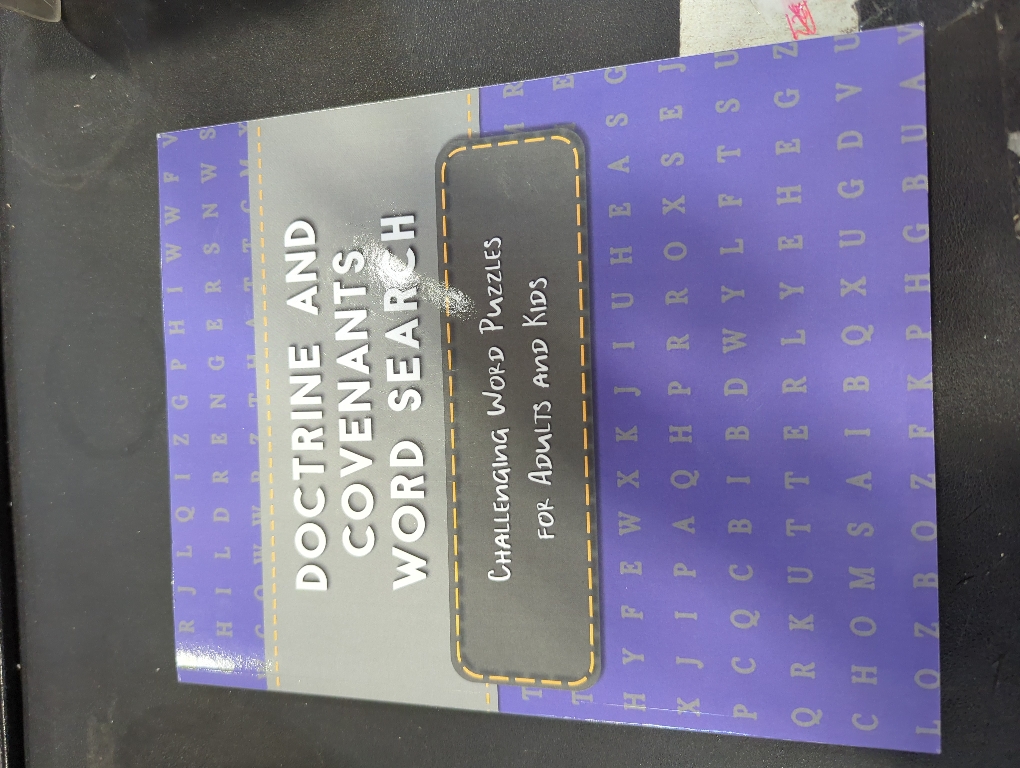 R J L Q I Z G P H I W W F V
H I L D R E N G E R S N W S
DOCTRINE AND
COVENANTS
WORD SEARCH
T R
CHALLENGING WORD PUZZLES
FOR ADULTS AND KIDS
T E
H Y F E W X K J I U H E A S G
X J I P A Q H P R R O X S E J
P C Q C B I B D W Y L F T S U
Q R K U T T E R L Y E H E G Z
C H O M S A I B Q X U G D V U
L O Z B O Z F K P H G B U A V